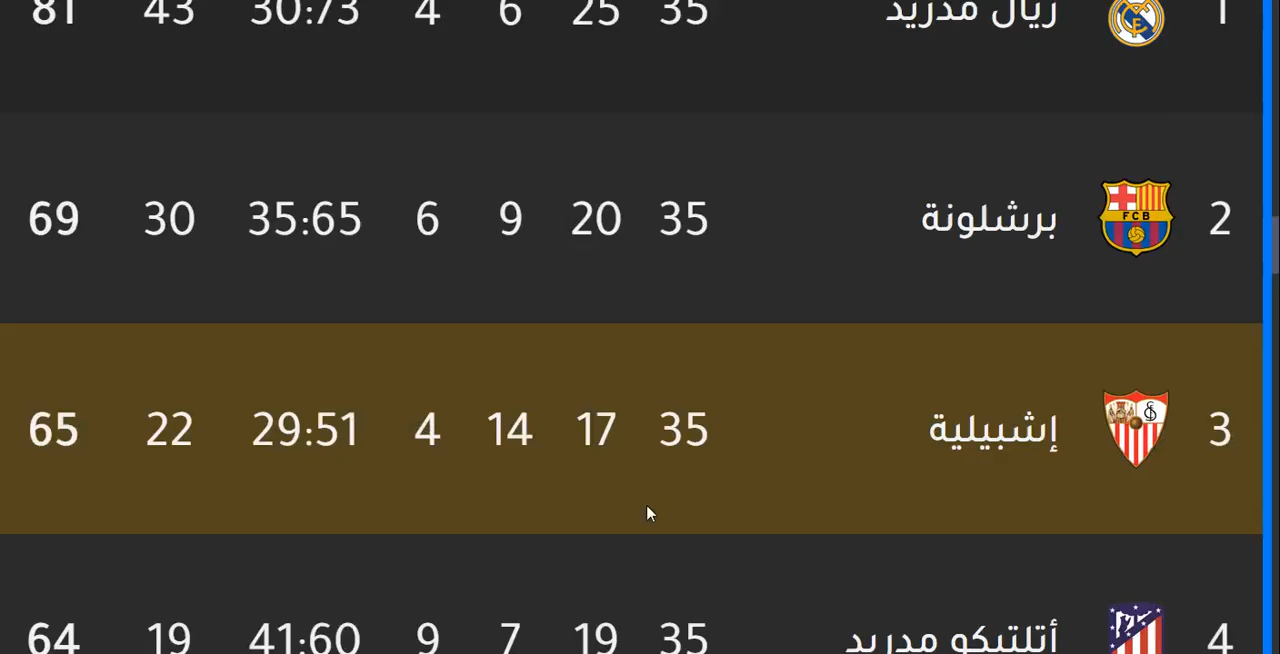 1 ريال مدريد 35 25 6 4 30:73 43 81
2 FCB برشلونة 35 20 9 6 35:65 30 69
3 إشبيلية 35 17 14 4 29:51 22 65
4 أتلتيكو مدريد 35 19 7 9 41:60 19 64